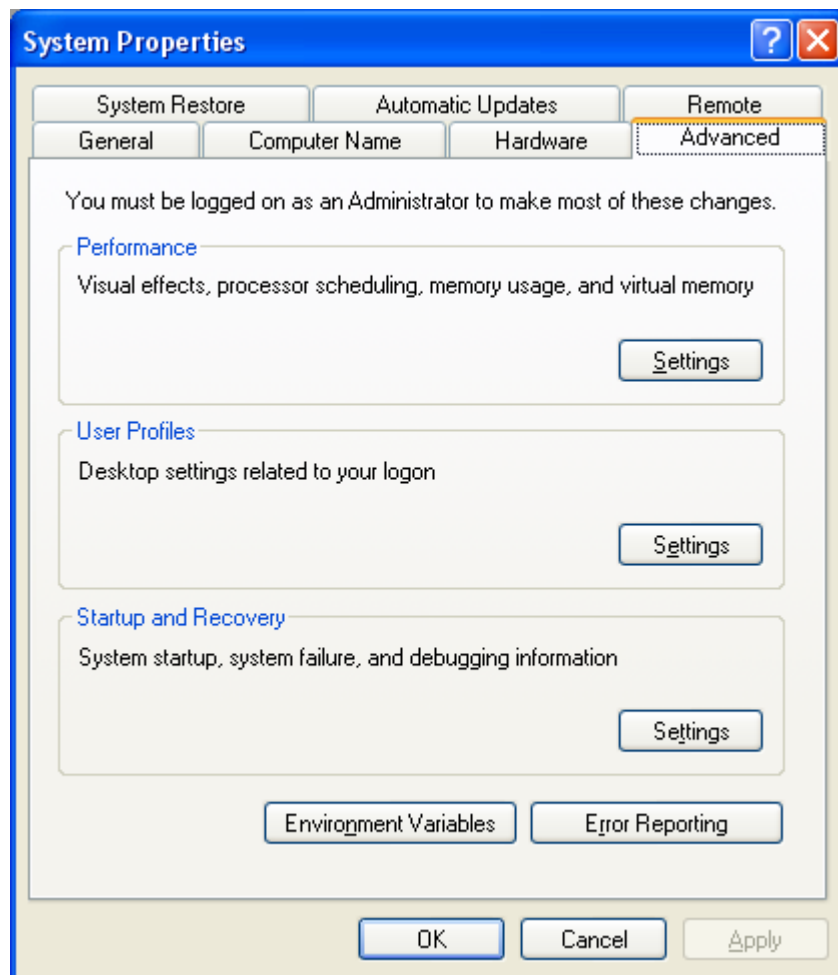 System Properties
System Restore Automatic Updates Remote
General Computer Name Hardware Advanced
You must be logged on as an Administrator to make most of these changes.
Performance
Visual effects, processor scheduling, memory usage, and virtual memory
Settings
User Profiles
Desktop settings related to your logon
Settings
Startup and Recovery
System startup, system failure, and debugging information
Settings
Environment Variables Error Reporting
OK Cancel Apply